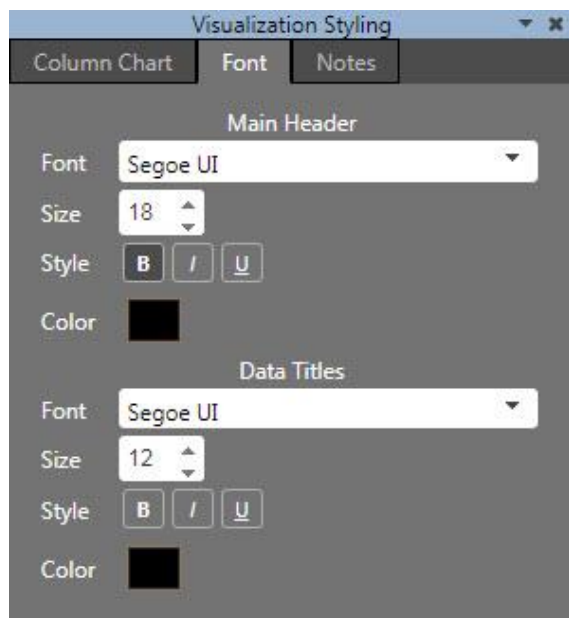 Visualization Styling
Column Chart Font Notes
Main Header
Font Segoe UI
Size 18
Style B I U
Color
Data Titles
Font Segoe UI
Size 12
Style B I U
Color